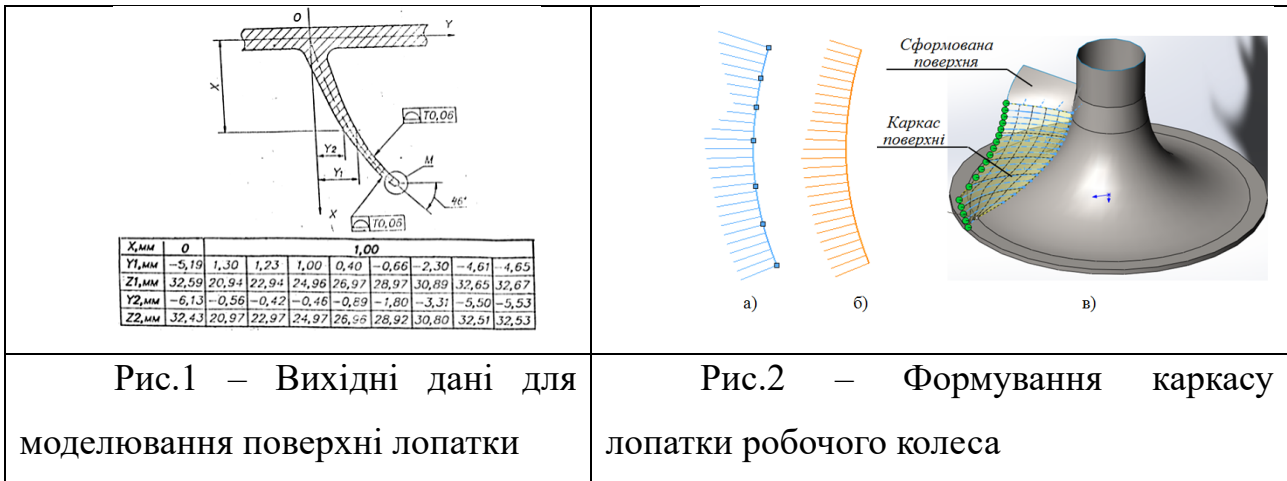 O
Y
X
Y2
Y1
T0,06
M
46°
X
T0,06
X,мм 0 1,00
Y1,мм −5,19 1,30 1,23 1,00 0,40 −0,66 −2,30 −4,61 −4,65
Z1,мм 32,59 20,94 22,94 24,96 26,97 28,97 30,89 32,65 32,67
Y2,мм −6,13 −0,56 −0,42 −0,46 −0,89 −1,80 −3,31 −5,50 −5,53
Z2,мм 32,43 20,97 22,97 24,97 26,96 28,92 30,80 32,51 32,53
Сформована
поверхня
Каркас
поверхні
а)
б)
в)
Рис.1 – Вихідні дані для
моделювання поверхні лопатки
Рис.2 – Формування каркасу
лопатки робочого колеса